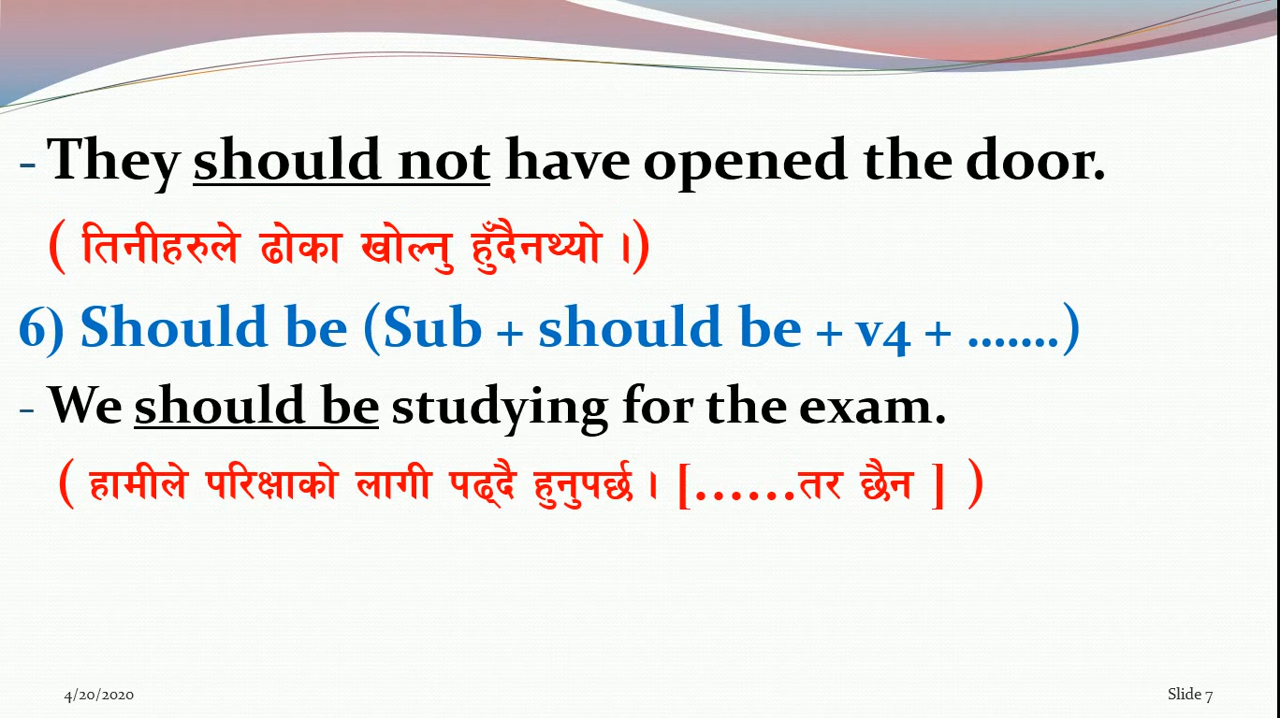 - They should not have opened the door.
( तिनीहरुले ढोका खोल्नु हुँदैनथ्यो ।)
6) Should be (Sub + should be + v4 + .......)
- We should be studying for the exam.
( हामीले परिक्षाको लागी पढ्दै हुनुपर्छ । [......तर छैन ] )
4/20/2020
Slide 7